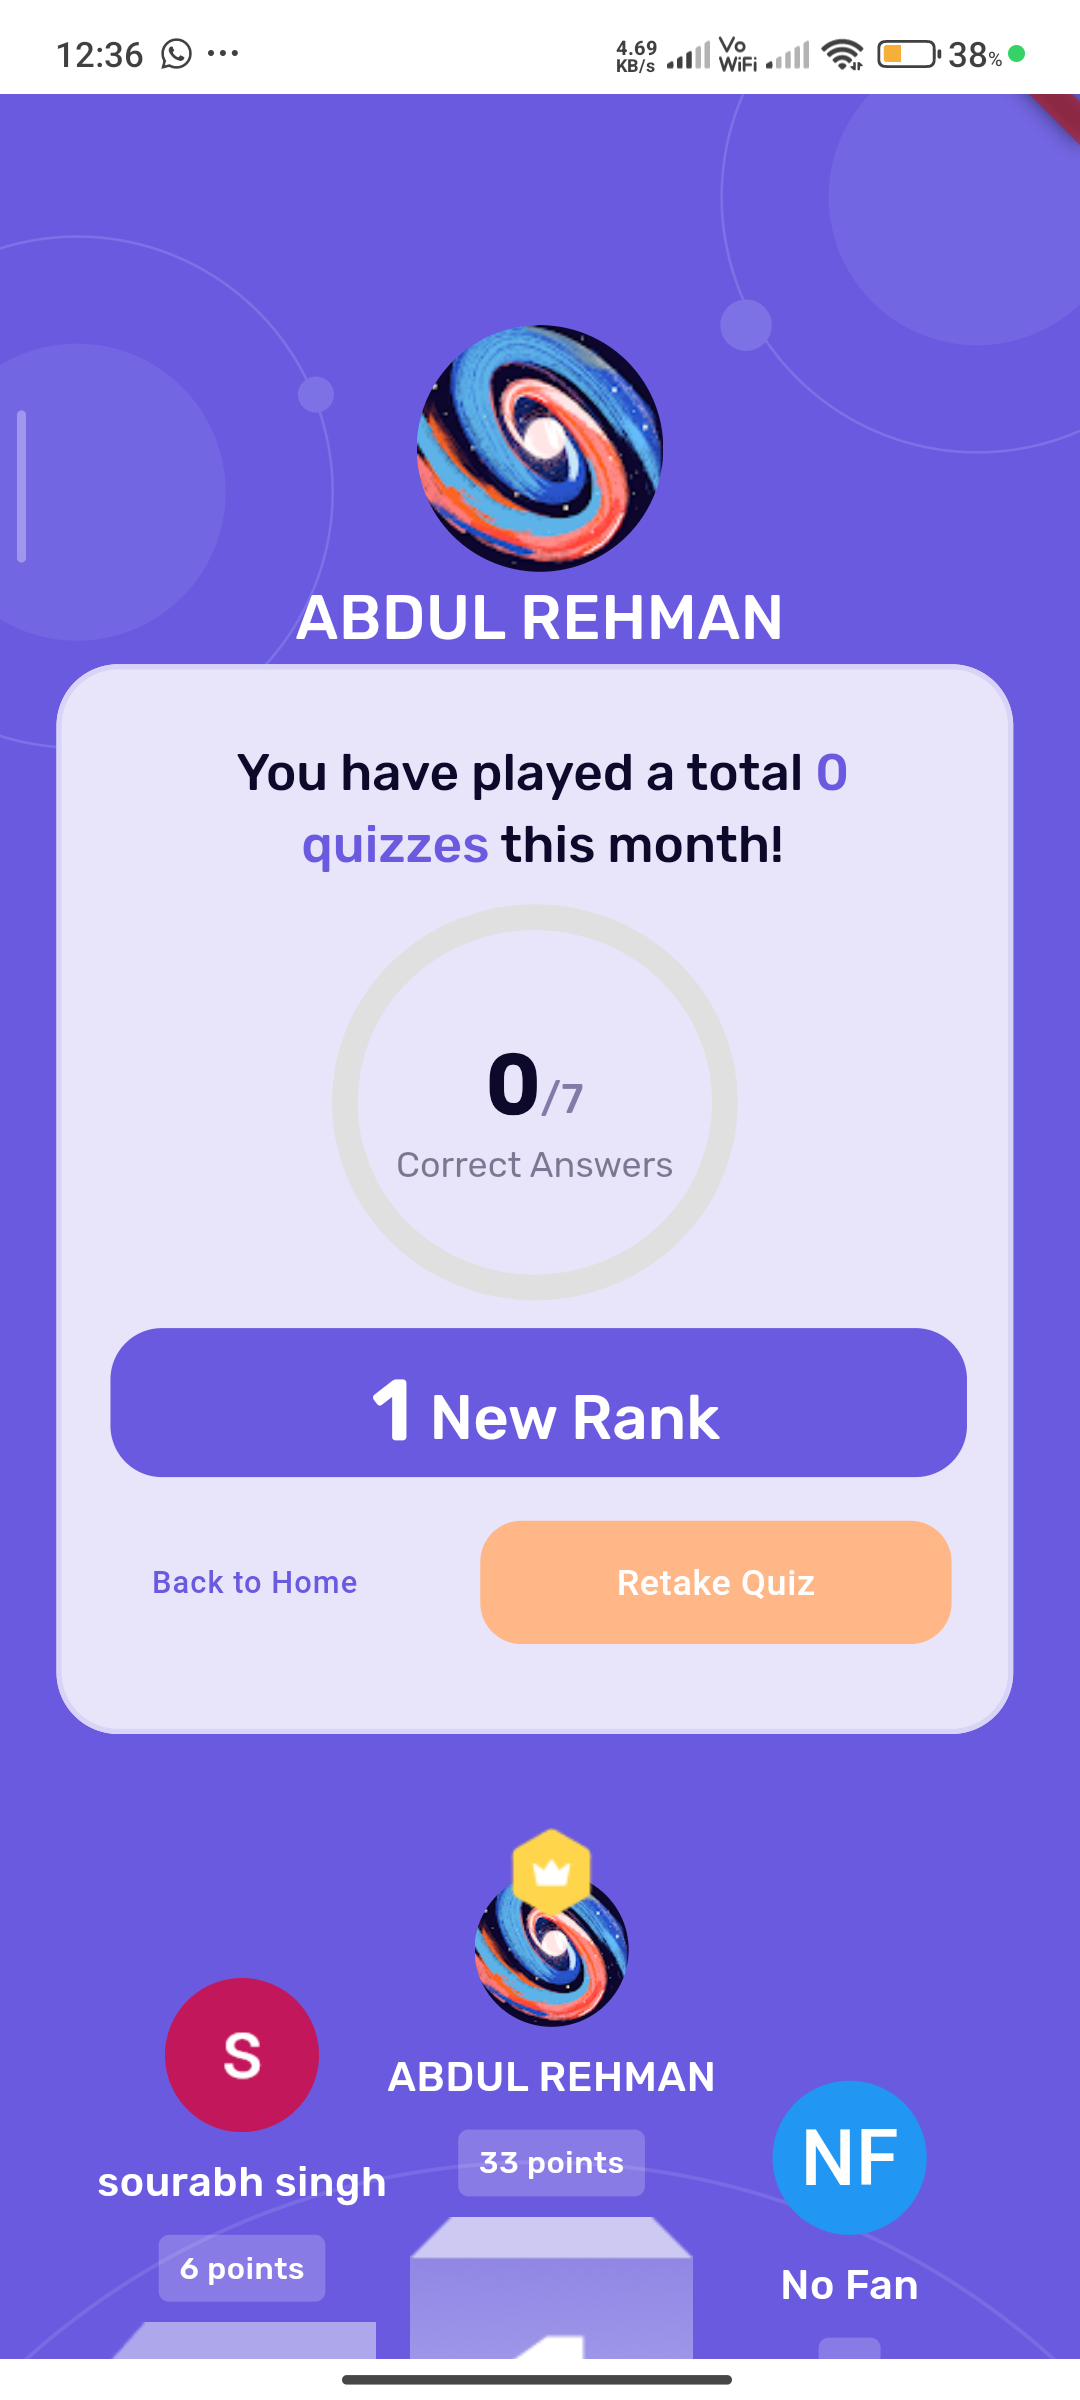 12:36
4.69 KB/s
Vo WiFi
38%
ABDUL REHMAN
You have played a total 0
quizzes this month!
0/7
Correct Answers
1 New Rank
Back to Home
Retake Quiz
S
ABDUL REHMAN
33 points
NF
sourabh singh
6 points
No Fan
1